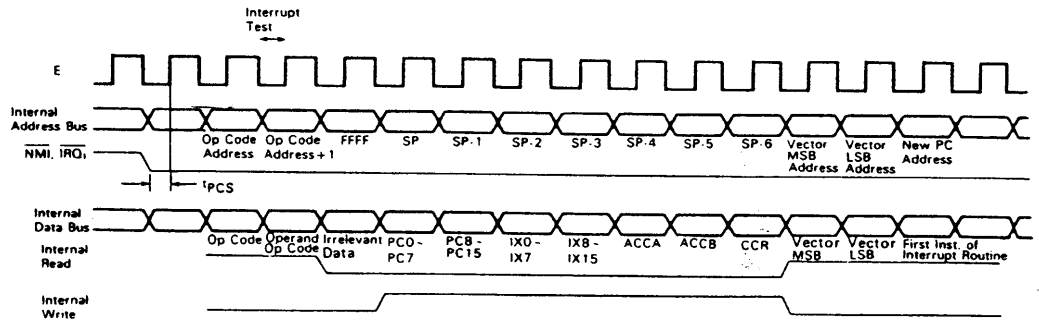 Interrupt
Test
E
Internal
Address Bus
Op Code
Address
Op Code
Address+1
FFFF
SP
SP-1
SP-2
SP-3
SP-4
SP-5
SP-6
Vector
MSB
Address
Vector
LSB
Address
New PC
Address
NMI, IRQ1
tPCS
Internal
Data Bus
Op Code
Operand
Op Code
Irrelevant
Data
PC0~
PC7
PC8~
PC15
IX0~
IX7
IX8~
IX15
ACCA
ACCB
CCR
Vector
MSB
Vector
LSB
First Inst. of
Interrupt Routine
Internal
Read
Internal
Write